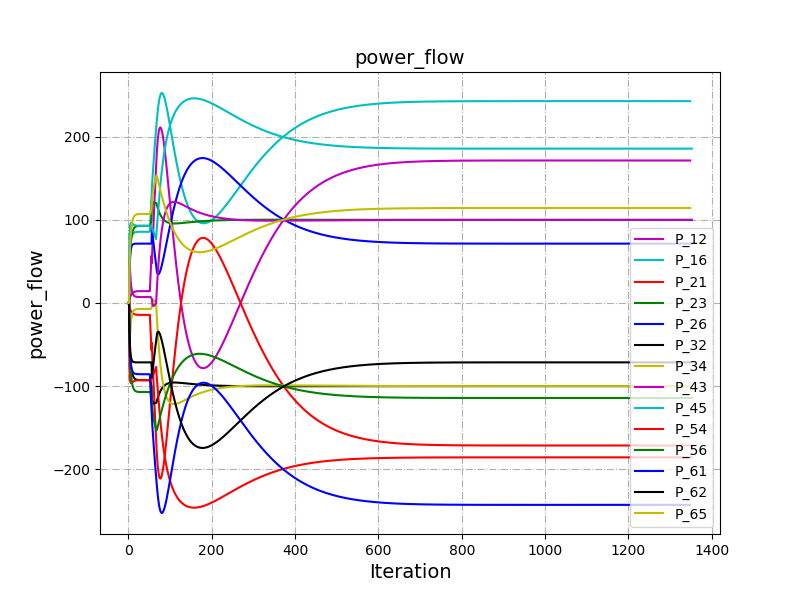 power_flow
power_flow
200
100
0
−100
−200
P_12
P_16
P_21
P_23
P_26
P_32
P_34
P_43
P_45
P_54
P_56
P_61
P_62
P_65
0 200 400 600 800 1000 1200 1400
Iteration